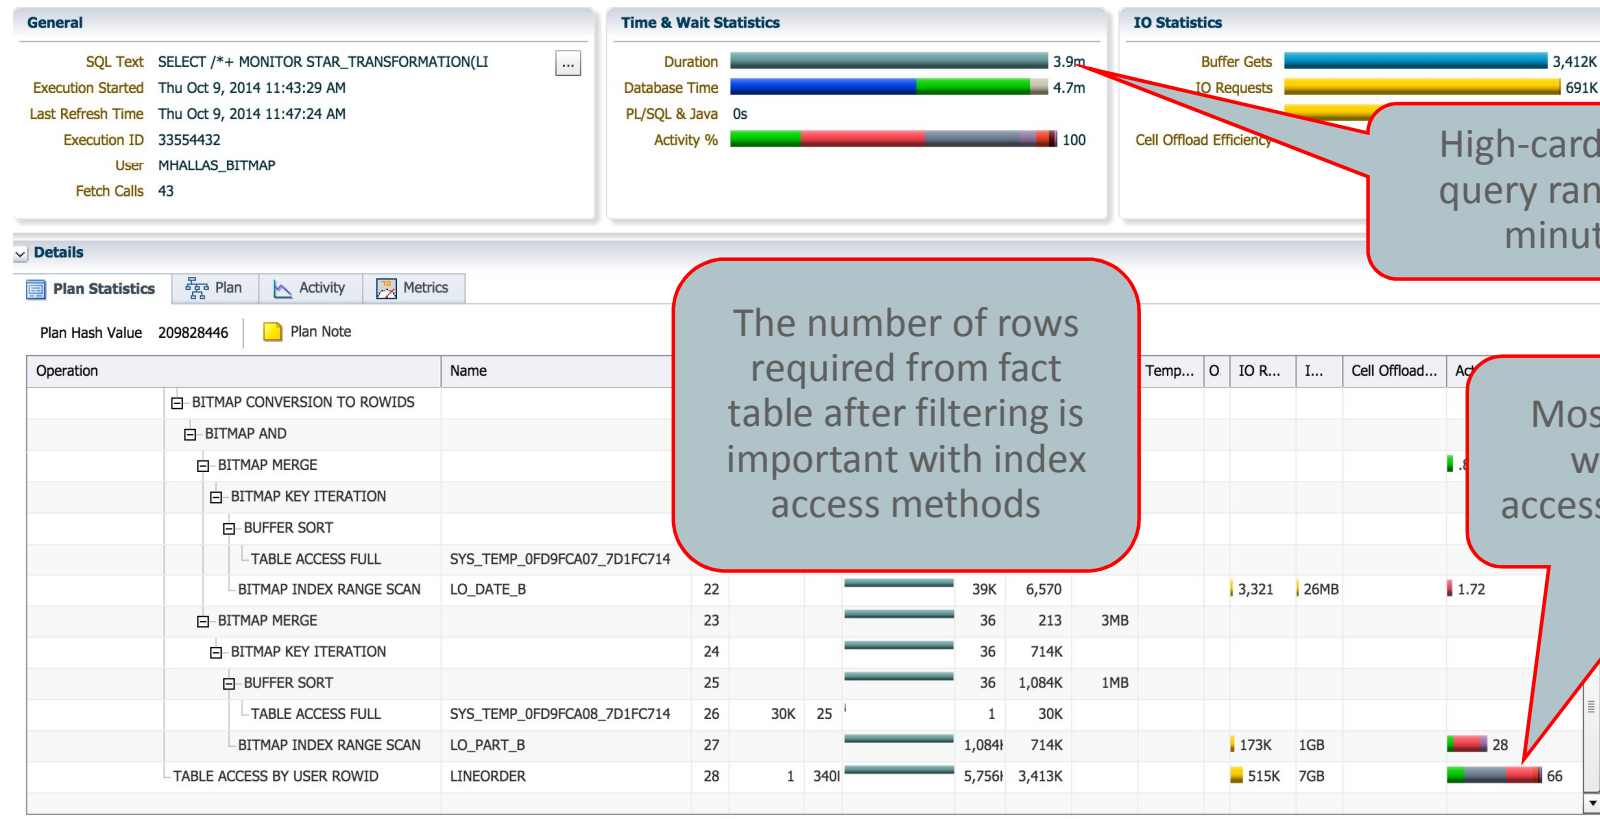 General
SQL Text SELECT /*+ MONITOR STAR_TRANSFORMATION(LI ...
Execution Started Thu Oct 9, 2014 11:43:29 AM
Last Refresh Time Thu Oct 9, 2014 11:47:24 AM
Execution ID 33554432
User MHALLAS_BITMAP
Fetch Calls 43
Time & Wait Statistics
Duration 3.9m
Database Time 4.7m
PL/SQL & Java 0s
Activity % 100
IO Statistics
Buffer Gets 3,412K
IO Requests 691K
Cell Offload Efficiency
High-card
query ran
minut
Details
Plan Statistics Plan Activity Metrics
Plan Hash Value 209828446 Plan Note
The number of rows
required from fact
table after filtering is
important with index
access methods
Operation Name Temp... O IO R... I... Cell Offload... Act
Mos
w
access
BITMAP CONVERSION TO ROWIDS
BITMAP AND
BITMAP MERGE .8
BITMAP KEY ITERATION
BUFFER SORT
TABLE ACCESS FULL SYS_TEMP_0FD9FCA07_7D1FC714
BITMAP INDEX RANGE SCAN LO_DATE_B 22 39K 6,570 3,321 26MB 1.72
BITMAP MERGE 23 36 213 3MB
BITMAP KEY ITERATION 24 36 714K
BUFFER SORT 25 36 1,084K 1MB
TABLE ACCESS FULL SYS_TEMP_0FD9FCA08_7D1FC714 26 30K 25 1 30K
BITMAP INDEX RANGE SCAN LO_PART_B 27 1,084 714K 173K 1GB 28
TABLE ACCESS BY USER ROWID LINEORDER 28 1 340 5,756 3,413K 515K 7GB 66